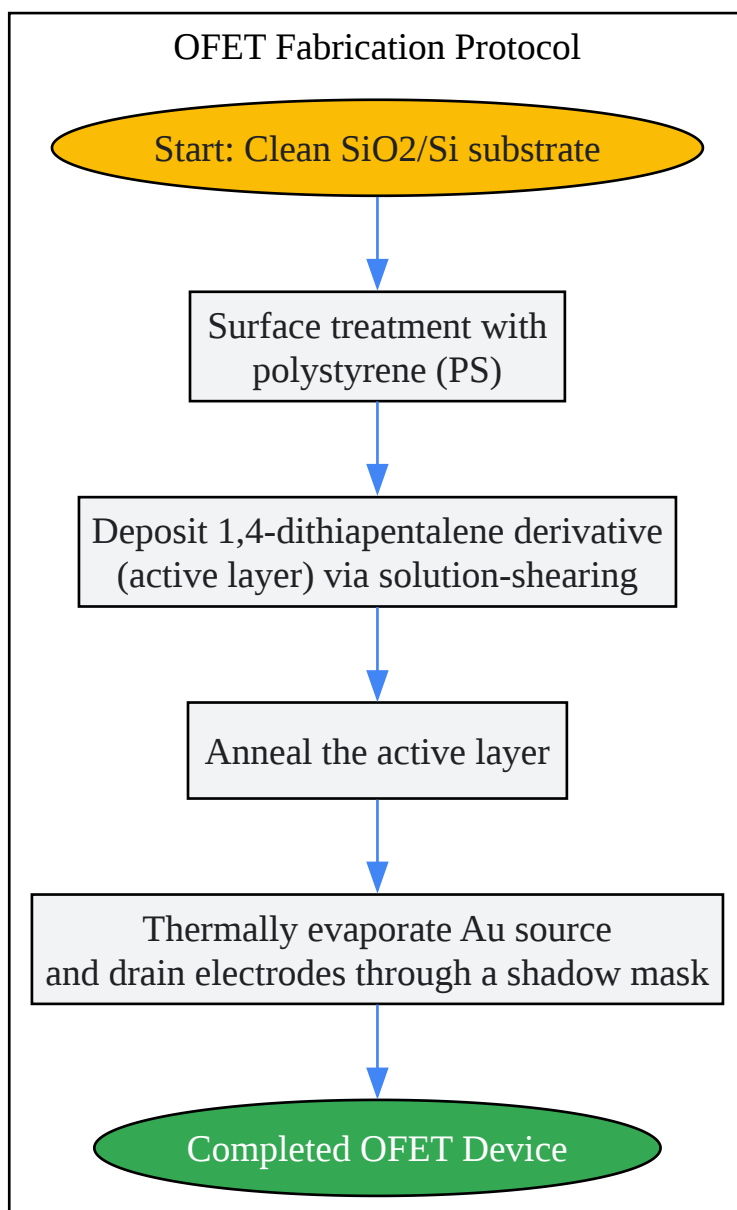 OFET Fabrication Protocol
Start: Clean SiO2/Si substrate
Surface treatment with
polystyrene (PS)
Deposit 1,4-dithiapentalene derivative
(active layer) via solution-shearing
Anneal the active layer
Thermally evaporate Au source
and drain electrodes through a shadow mask
Completed OFET Device